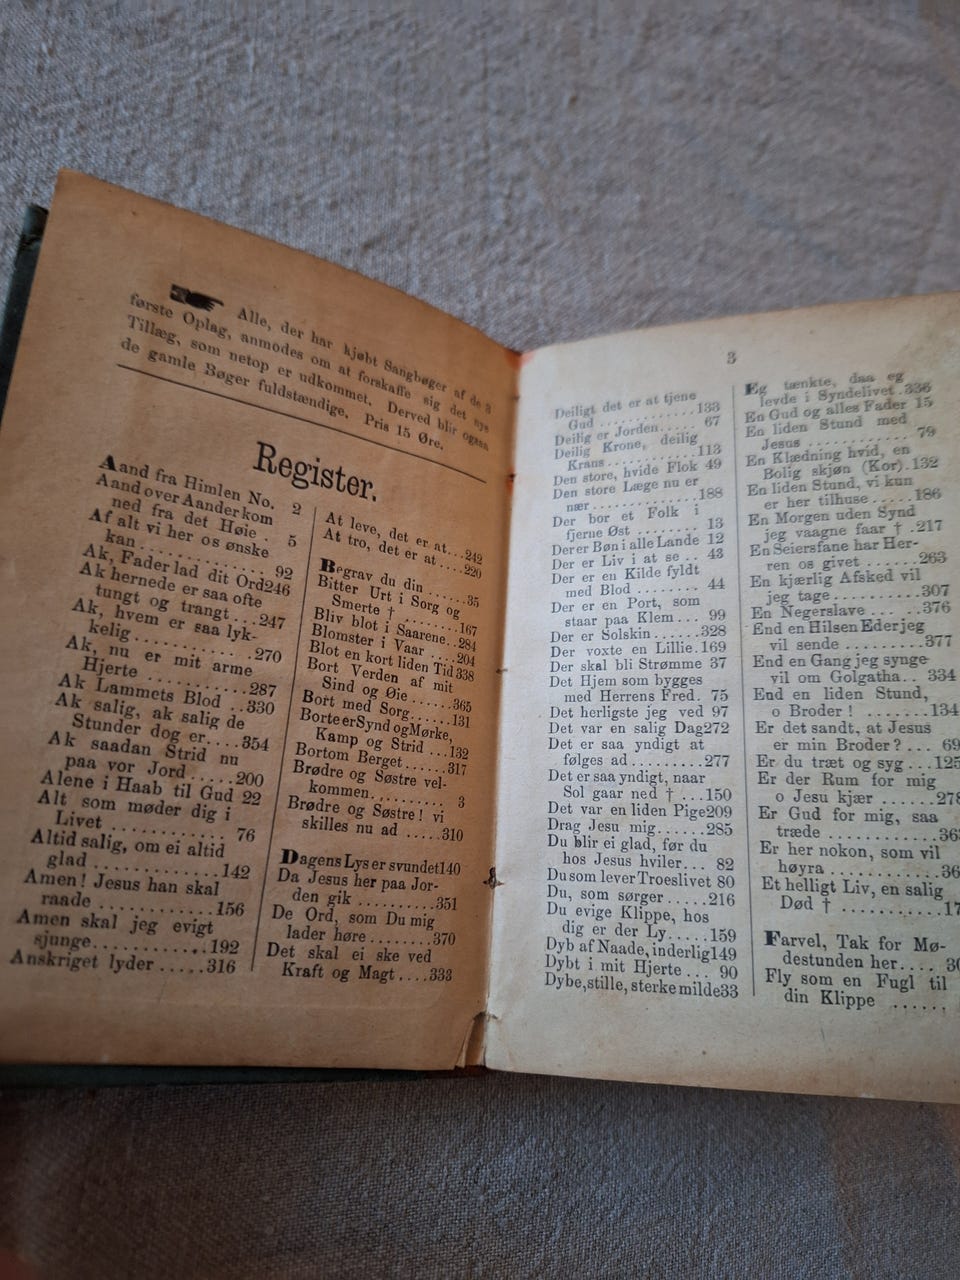 Alle, der har kjøbt Sangbøger af de 3
første Oplag, anmodes om at forskaffe sig det nye
Tillæg, som netop er udkommet. Derved blir ogsaa
de gamle Bøger fuldstændige. Pris 15 Øre.
Register.
Aand fra Himlen No. 2
Aand over Aander kom
ned fra det Høie . 5
Af alt vi her os ønske
kan .......... 92
Ak, Fader lad dit Ord 246
Ak hernede er saa ofte
tungt og trangt ... 247
Ak, hvem er saa lyk-
kelig .......... 270
Ak, nu er mit arme
Hjerte .......... 287
Ak Lammets Blod .. 330
Ak salig, ak salig de
Stunder dog er .... 354
Ak saadan Strid nu
paa vor Jord ..... 200
Alene i Haab til Gud 22
Alt som møder dig i
Livet .......... 76
Altid salig, om ei altid
glad .......... 142
Amen! Jesus han skal
raade .......... 156
Amen skal jeg evigt
sjunge .......... 192
Anskriget lyder ..... 316
At leve, det er at ... 242
At tro, det er at .... 220
Begrav du din ...... 35
Bitter Urt i Sorg og
Smerte † ........ 167
Bliv blot i Saarene .. 284
Blomster i Vaar .... 204
Blot en kort liden Tid 338
Bort Verden af mit
Sind og Øie ..... 365
Bort med Sorg ...... 131
Borte er Synd og Mørke,
Kamp og Strid ... 132
Bortom Berget ...... 317
Brødre og Søstre vel-
kommen .......... 3
Brødre og Søstre! vi
skilles nu ad ..... 310
Dagens Lys er svundet 140
Da Jesus her paa Jor-
den gik .......... 351
De Ord, som Du mig
lader høre ........ 370
Det skal ei ske ved
Kraft og Magt .... 333
3
Deiligt det er at tjene
Gud .......... 133
Deilig er Jorden ..... 67
Deilig Krone, deilig
Krans .......... 113
Den store, hvide Flok 49
Den store Læge nu er
nær .......... 188
Der bor et Folk i
fjerne Øst ........ 13
Der er Bøn i alle Lande 12
Der er Liv i at se .. 43
Der er en Kilde fyldt
med Blod ........ 44
Der er en Port, som
staar paa Klem ... 99
Der er Solskin ...... 328
Der voxte en Lillie . 169
Der skal bli Strømme 37
Det Hjem som bygges
med Herrens Fred . 75
Det herligste jeg ved 97
Det var en salig Dag 272
Det er saa yndigt at
følges ad ......... 277
Det er saa yndigt, naar
Sol gaar ned † ... 150
Det var en liden Pige 209
Drag Jesu mig ...... 285
Du blir ei glad, før du
hos Jesus hviler ... 82
Du som lever Troeslivet 80
Du, som sørger ..... 216
Du evige Klippe, hos
dig er der Ly ..... 159
Dyb af Naade, inderlig 149
Dybt i mit Hjerte ... 90
Dybe, stille, sterke milde 33
Eg tænkte, daa eg
levde i Syndelivet . 336
En Gud og alles Fader 15
En liden Stund med
Jesus .......... 79
En Klædning hvid, en
Bolig skjøn (Kor) . 132
En liden Stund, vi kun
er her tilhuse ..... 186
En Morgen uden Synd
jeg vaagne faar † . 217
En Seiersfane har Her-
ren os givet ...... 263
En kjærlig Afsked vil
jeg tage .......... 307
En Negerslave ...... 376
End en Hilsen Eder jeg
vil sende ......... 377
End en Gang jeg synge
vil om Golgatha .. 334
End en liden Stund,
o Broder! ....... 134
Er det sandt, at Jesus
er min Broder? ... 69
Er du træt og syg ... 125
Er der Rum for mig
o Jesu kjær ...... 278
Er Gud for mig, saa
træde ..........
Er her nokon, som vil
høyra ..........
Et helligt Liv, en salig
Død † ..........
Farvel, Tak for Mø-
destunden her ....
Fly som en Fugl til
din Klippe ......